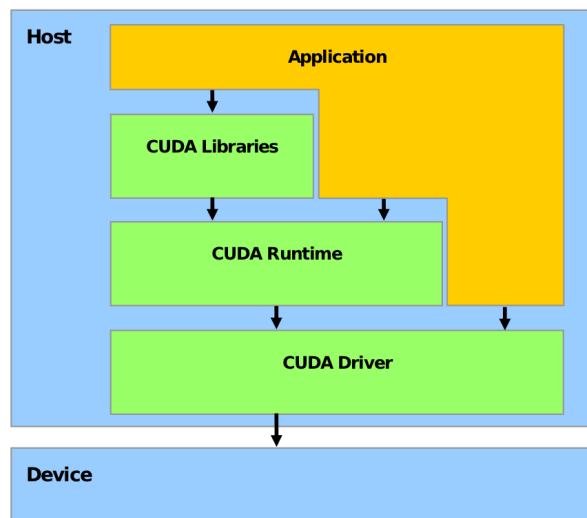 Host
Application
CUDA Libraries
CUDA Runtime
CUDA Driver
Device